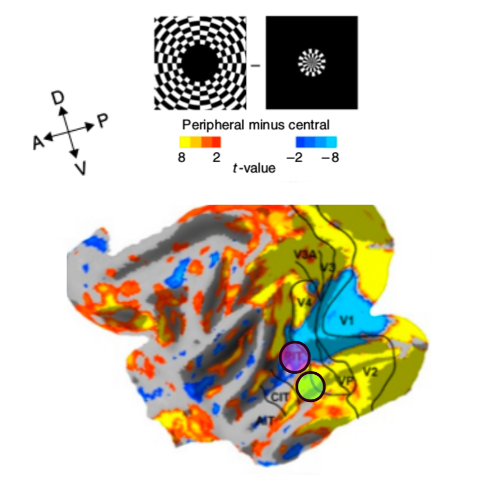 –
D
A
P
V
Peripheral minus central
8 2 −2 −8
t-value
V3A
V3
V4
V1
V2
VP
CIT
AIT